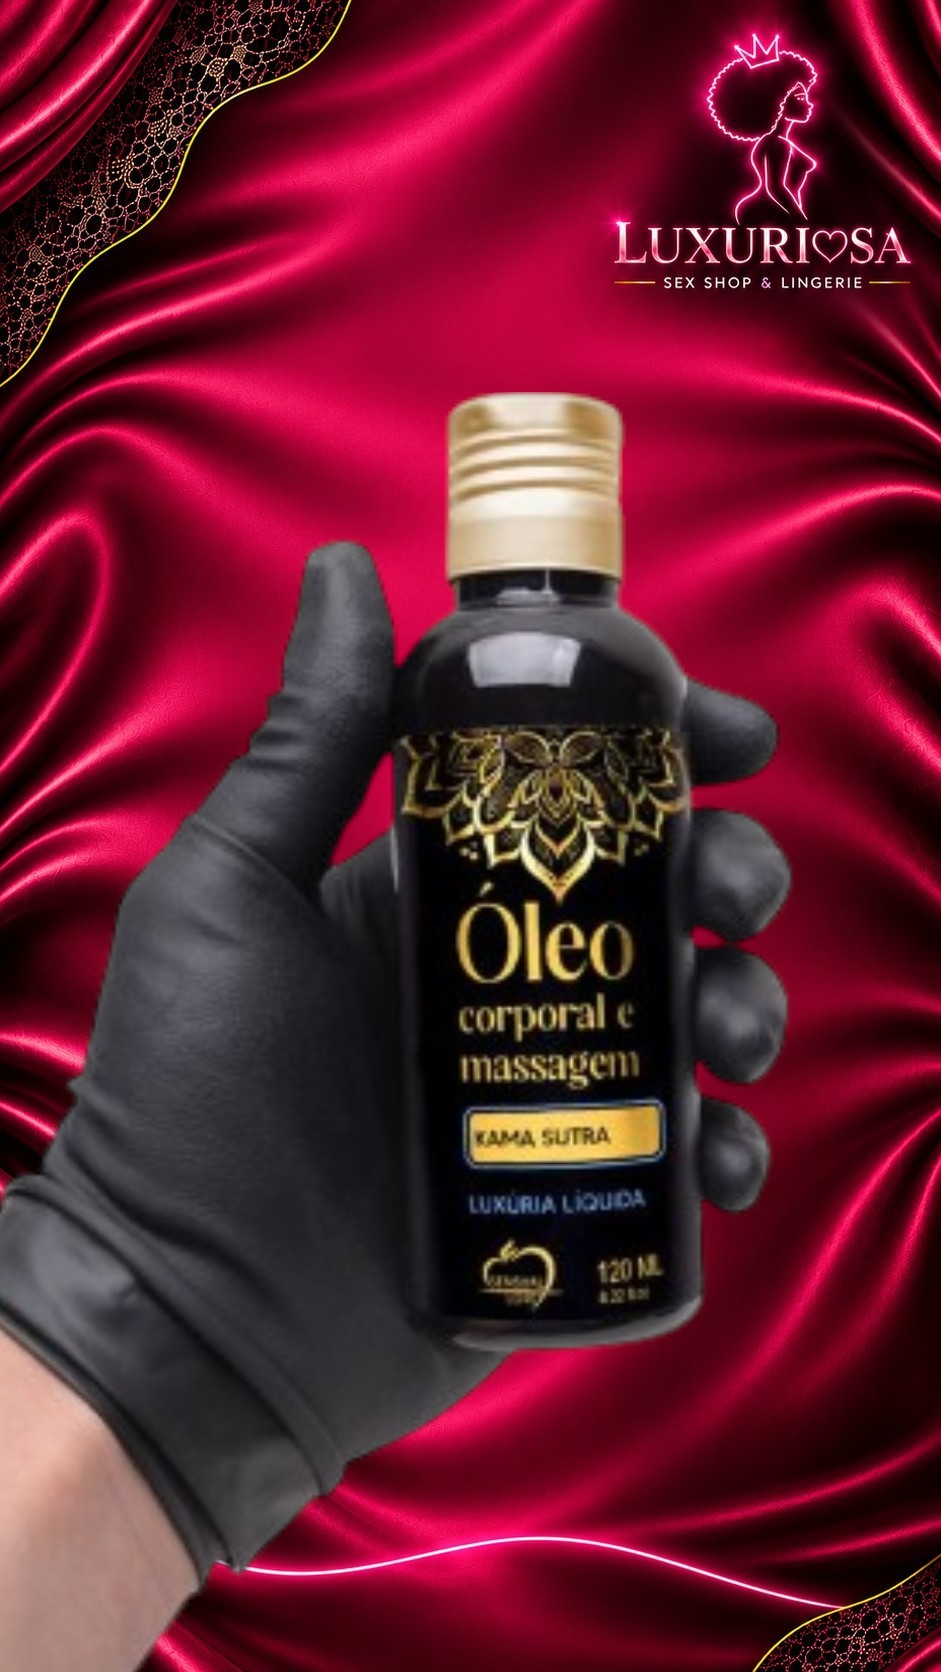 LUXURIOSA
SEX SHOP & LINGERIE
Óleo
corporal e
massagem
KAMA SUTRA
LUXÚRIA LÍQUIDA
120 ML